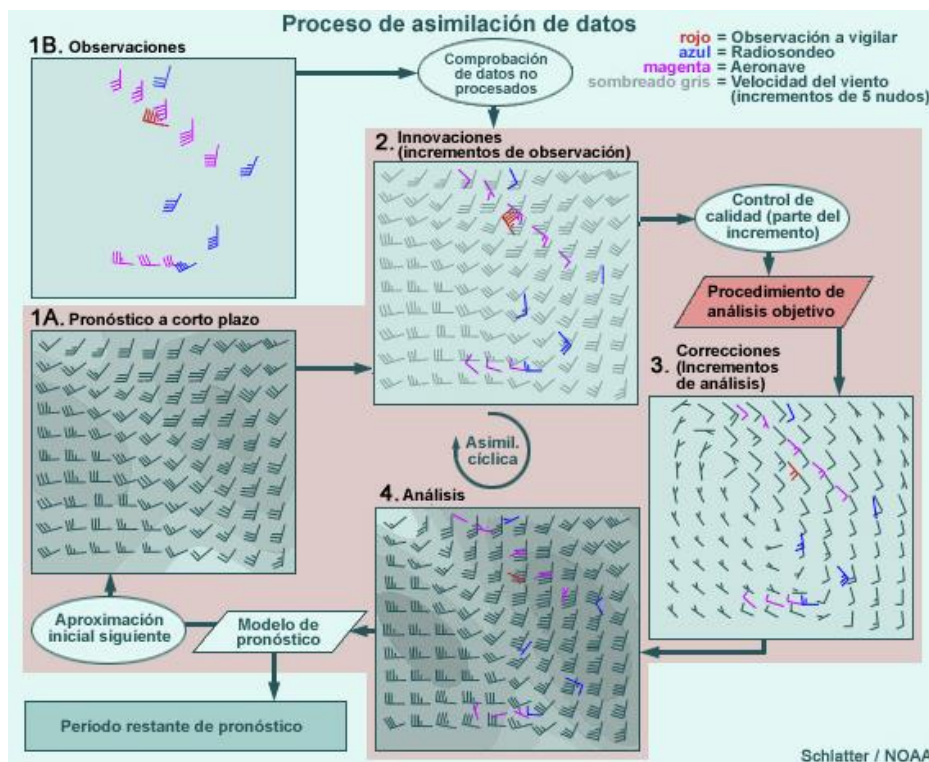 Proceso de asimilación de datos
1B. Observaciones
Comprobación
de datos no
procesados
rojo = Observación a vigilar
azul = Radiosondeo
magenta = Aeronave
sombreado gris = Velocidad del viento
(incrementos de 5 nudos)
2. Innovaciones
(incrementos de observación)
Control de
calidad (parte del
incremento)
Procedimiento de
análisis objetivo
1A. Pronóstico a corto plazo
3. Correcciones
(Incrementos
de análisis)
Asimil.
cíclica
4. Análisis
Aproximación
inicial siguiente
Modelo de
pronóstico
Período restante de pronóstico
Schlatter / NOAA